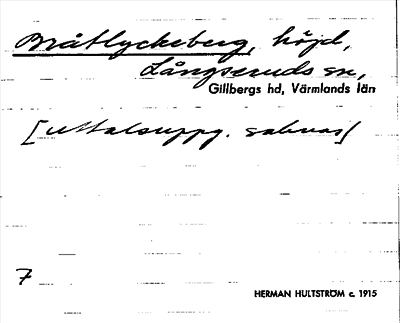 Bråtlyckeberg, höjd,
Långseruds sn,
Gillbergs hd, Värmlands län
[uttalsuppg. saknas]
7
HERMAN HULTSTRÖM c. 1915